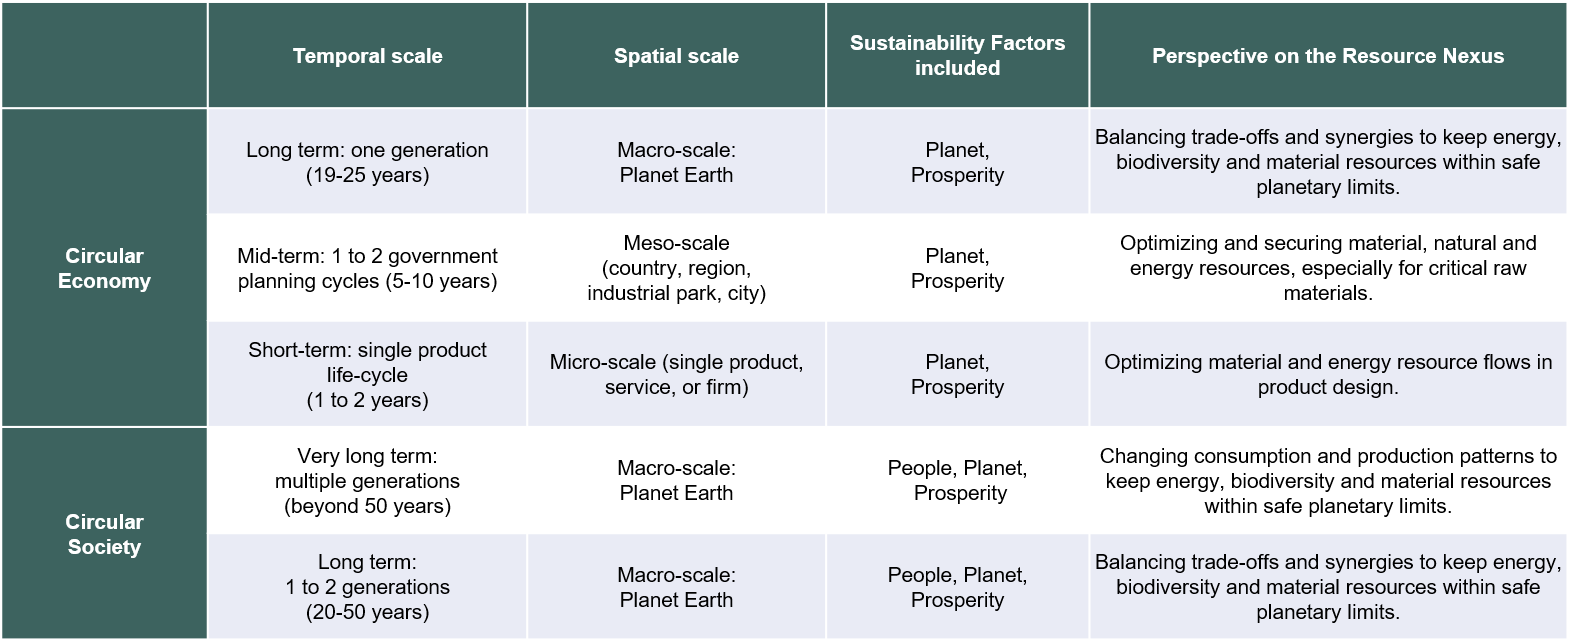 Temporal scale
Spatial scale
Sustainability Factors
included
Perspective on the Resource Nexus
Circular
Economy
Long term: one generation
(19-25 years)
Macro-scale:
Planet Earth
Planet,
Prosperity
Balancing trade-offs and synergies to keep energy,
biodiversity and material resources within safe
planetary limits.
Mid-term: 1 to 2 government
planning cycles (5-10 years)
Meso-scale
(country, region,
industrial park, city)
Planet,
Prosperity
Optimizing and securing material, natural and
energy resources, especially for critical raw
materials.
Short-term: single product
life-cycle
(1 to 2 years)
Micro-scale (single product,
service, or firm)
Planet,
Prosperity
Optimizing material and energy resource flows in
product design.
Circular
Society
Very long term:
multiple generations
(beyond 50 years)
Macro-scale:
Planet Earth
People, Planet,
Prosperity
Changing consumption and production patterns to
keep energy, biodiversity and material resources
within safe planetary limits.
Long term:
1 to 2 generations
(20-50 years)
Macro-scale:
Planet Earth
People, Planet,
Prosperity
Balancing trade-offs and synergies to keep energy,
biodiversity and material resources within safe
planetary limits.